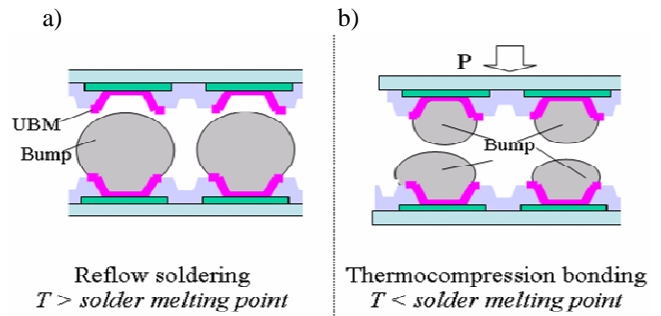 a)
b)
P
UBM
Bump
Bump
Reflow soldering
T > solder melting point
Thermocompression bonding
T < solder melting point